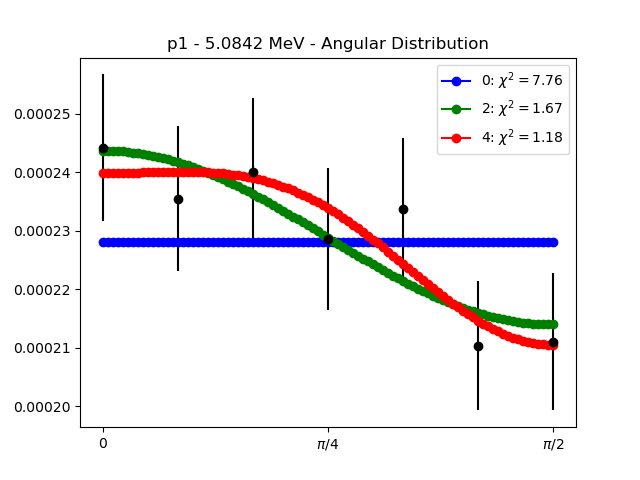 p1 - 5.0842 MeV - Angular Distribution
0: χ² = 7.76
2: χ² = 1.67
4: χ² = 1.18
0.00025
0.00024
0.00023
0.00022
0.00021
0.00020
0 π/4 π/2